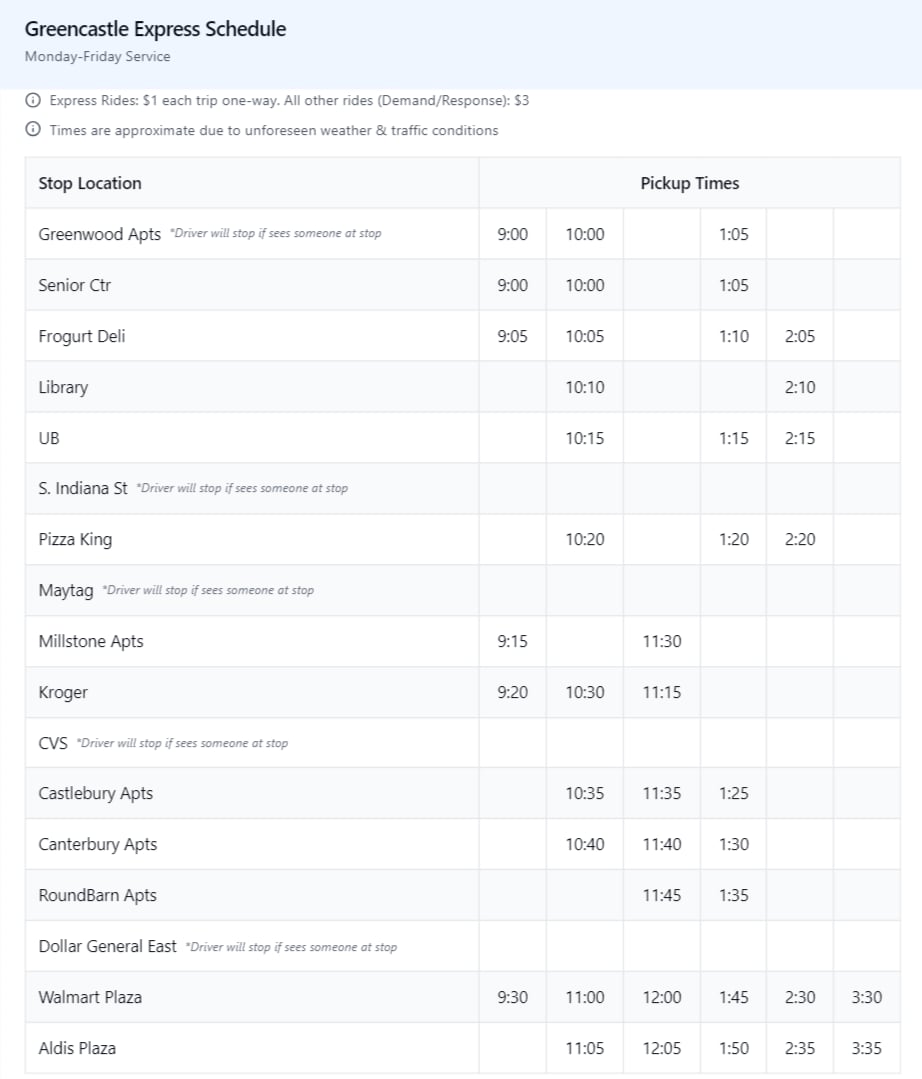 Greencastle Express Schedule
Monday-Friday Service
Express Rides: $1 each trip one-way. All other rides (Demand/Response): $3
Times are approximate due to unforeseen weather & traffic conditions
Stop Location Pickup Times
Greenwood Apts *Driver will stop if sees someone at stop 9:00 10:00 1:05
Senior Ctr 9:00 10:00 1:05
Frogurt Deli 9:05 10:05 1:10 2:05
Library 10:10 2:10
UB 10:15 1:15 2:15
S. Indiana St *Driver will stop if sees someone at stop
Pizza King 10:20 1:20 2:20
Maytag *Driver will stop if sees someone at stop
Millstone Apts 9:15 11:30
Kroger 9:20 10:30 11:15
CVS *Driver will stop if sees someone at stop
Castlebury Apts 10:35 11:35 1:25
Canterbury Apts 10:40 11:40 1:30
RoundBarn Apts 11:45 1:35
Dollar General East *Driver will stop if sees someone at stop
Walmart Plaza 9:30 11:00 12:00 1:45 2:30 3:30
Aldis Plaza 11:05 12:05 1:50 2:35 3:35